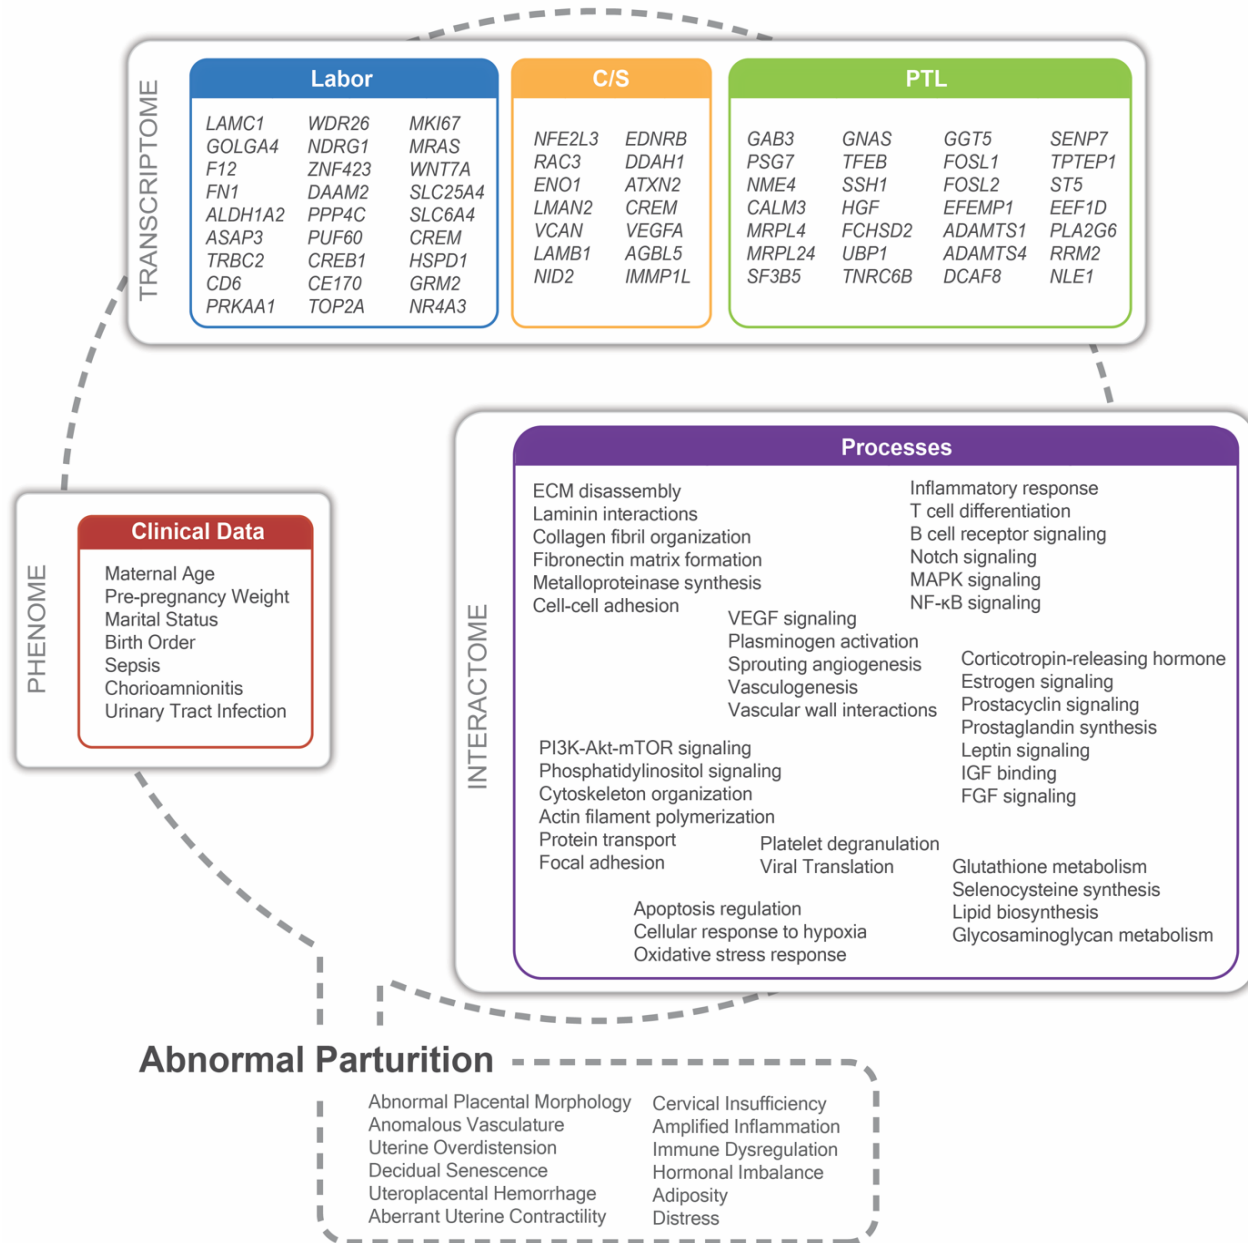 TRANSCRIPTOME
Labor
LAMC1 WDR26 MKI67
GOLGA4 NDRG1 MRAS
F12 ZNF423 WNT7A
FN1 DAAM2 SLC25A4
ALDH1A2 PPP4C SLC6A4
ASAP3 PUF60 CREM
TRBC2 CREB1 HSPD1
CD6 CE170 GRM2
PRKAA1 TOP2A NR4A3
C/S
NFE2L3 EDNRB
RAC3 DDAH1
ENO1 ATXN2
LMAN2 CREM
VCAN VEGFA
LAMB1 AGBL5
NID2 IMMP1L
PTL
GAB3 GNAS GGT5 SENP7
PSG7 TFEB FOSL1 TPTEP1
NME4 SSH1 FOSL2 ST5
CALM3 HGF EFEMP1 EEF1D
MRPL4 FCHSD2 ADAMTS1 PLA2G6
MRPL24 UBP1 ADAMTS4 RRM2
SF3B5 TNRC6B DCAF8 NLE1
PHENOME
Clinical Data
Maternal Age
Pre-pregnancy Weight
Marital Status
Birth Order
Sepsis
Chorioamnionitis
Urinary Tract Infection
INTERACTOME
Processes
ECM disassembly
Laminin interactions
Collagen fibril organization
Fibronectin matrix formation
Metalloproteinase synthesis
Cell-cell adhesion
Inflammatory response
T cell differentiation
B cell receptor signaling
Notch signaling
MAPK signaling
NF-κB signaling
VEGF signaling
Plasminogen activation
Sprouting angiogenesis
Vasculogenesis
Vascular wall interactions
Corticotropin-releasing hormone
Estrogen signaling
Prostacyclin signaling
Prostaglandin synthesis
Leptin signaling
IGF binding
FGF signaling
PI3K-Akt-mTOR signaling
Phosphatidylinositol signaling
Cytoskeleton organization
Actin filament polymerization
Protein transport
Focal adhesion
Platelet degranulation
Viral Translation
Glutathione metabolism
Selenocysteine synthesis
Lipid biosynthesis
Glycosaminoglycan metabolism
Apoptosis regulation
Cellular response to hypoxia
Oxidative stress response
Abnormal Parturition
Abnormal Placental Morphology
Anomalous Vasculature
Uterine Overdistension
Decidual Senescence
Uteroplacental Hemorrhage
Aberrant Uterine Contractility
Cervical Insufficiency
Amplified Inflammation
Immune Dysregulation
Hormonal Imbalance
Adiposity
Distress